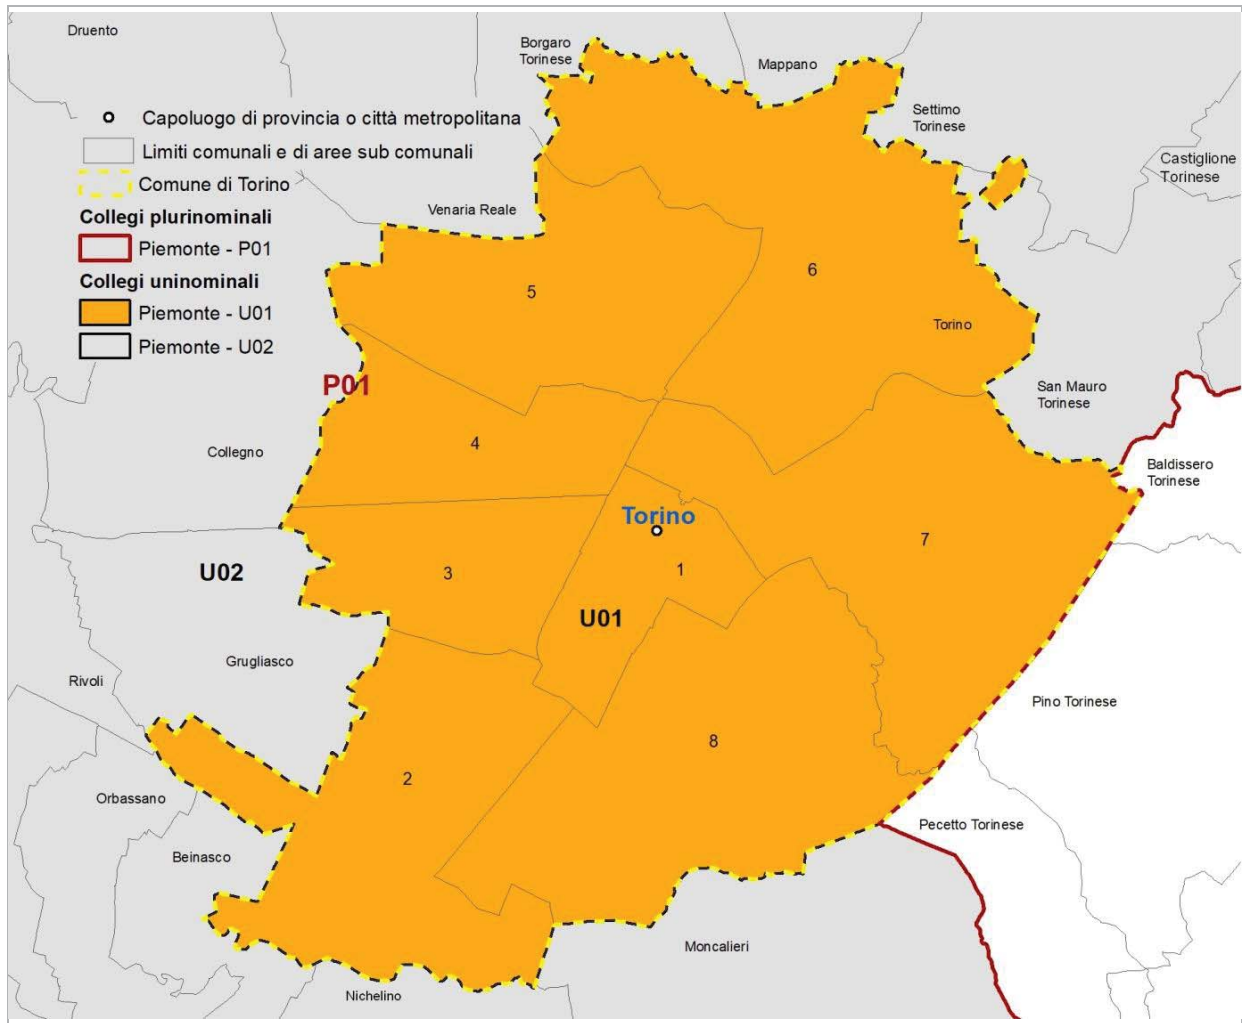 Druento
Borgaro
Torinese
Mappano
Capoluogo di provincia o città metropolitana
Limiti comunali e di aree sub comunali
Comune di Torino
Collegi plurinominali
Piemonte - P01
Collegi uninominali
Piemonte - U01
Piemonte - U02
Settimo
Torinese
Castiglione
Torinese
Venaria Reale
6
5
Torino
P01
San Mauro
Torinese
4
Collegno
Baldissero
Torinese
Torino
7
U02
3
1
U01
Grugliasco
Rivoli
Pino Torinese
8
2
Orbassano
Pecetto Torinese
Beinasco
Moncalieri
Nichelino